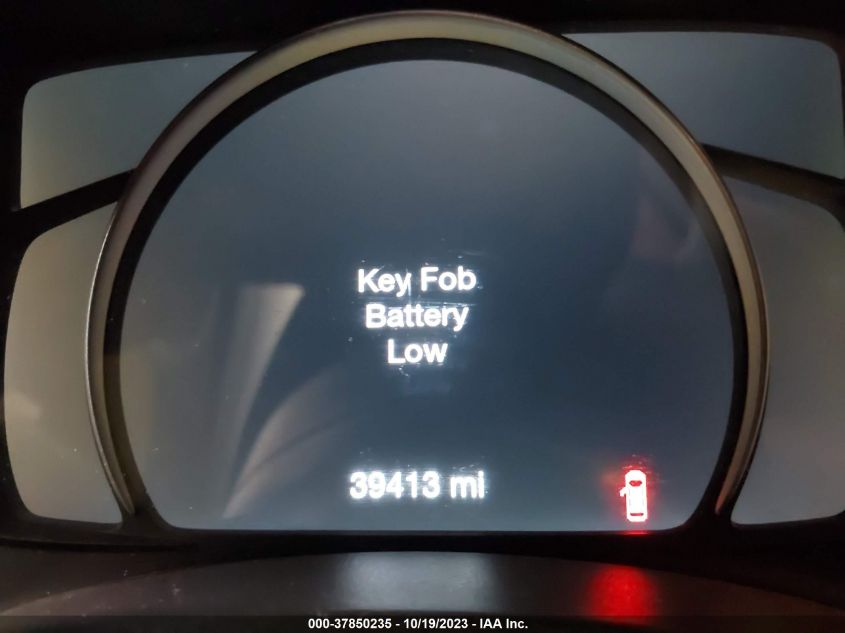 Key Fob
Battery
Low
39413 mi
000-37850235 - 10/19/2023 - IAA Inc.